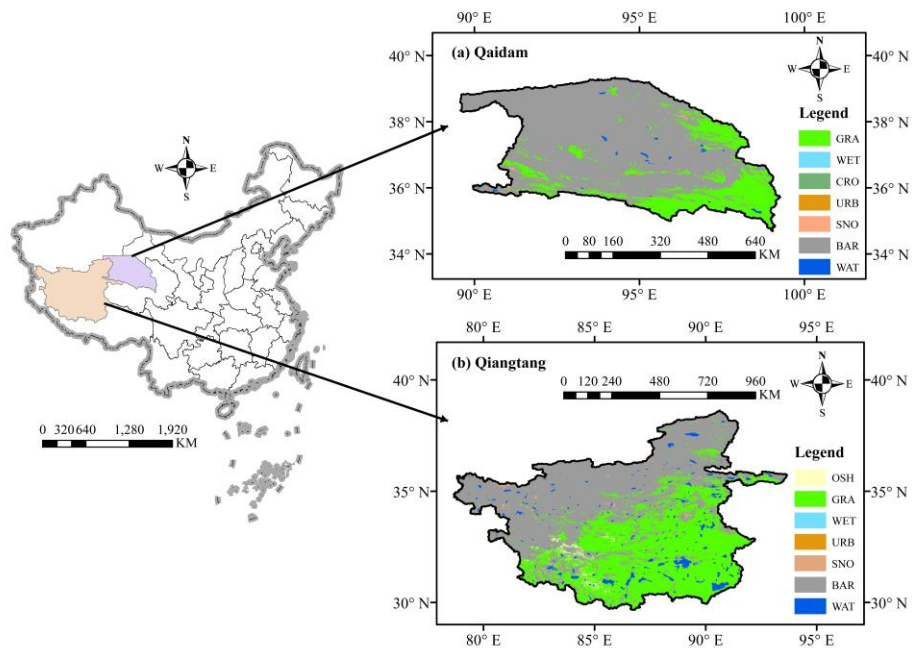 90° E 95° E 100° E
40° N
(a) Qaidam
N
W E
S
40° N
Legend
GRA
WET
CRO
URB
SNO
BAR
WAT
38° N
38° N
36° N
36° N
34° N
34° N
0 80 160 320 480 640
KM
90° E 95° E 100° E
N
W E
S
0 320 640 1,280 1,920
KM
80° E 85° E 90° E 95° E
40° N
(b) Qiangtang
0 120 240 480 720 960
KM
N
W E
S
40° N
Legend
OSH
GRA
WET
URB
SNO
BAR
WAT
35° N
35° N
30° N
30° N
80° E 85° E 90° E 95° E